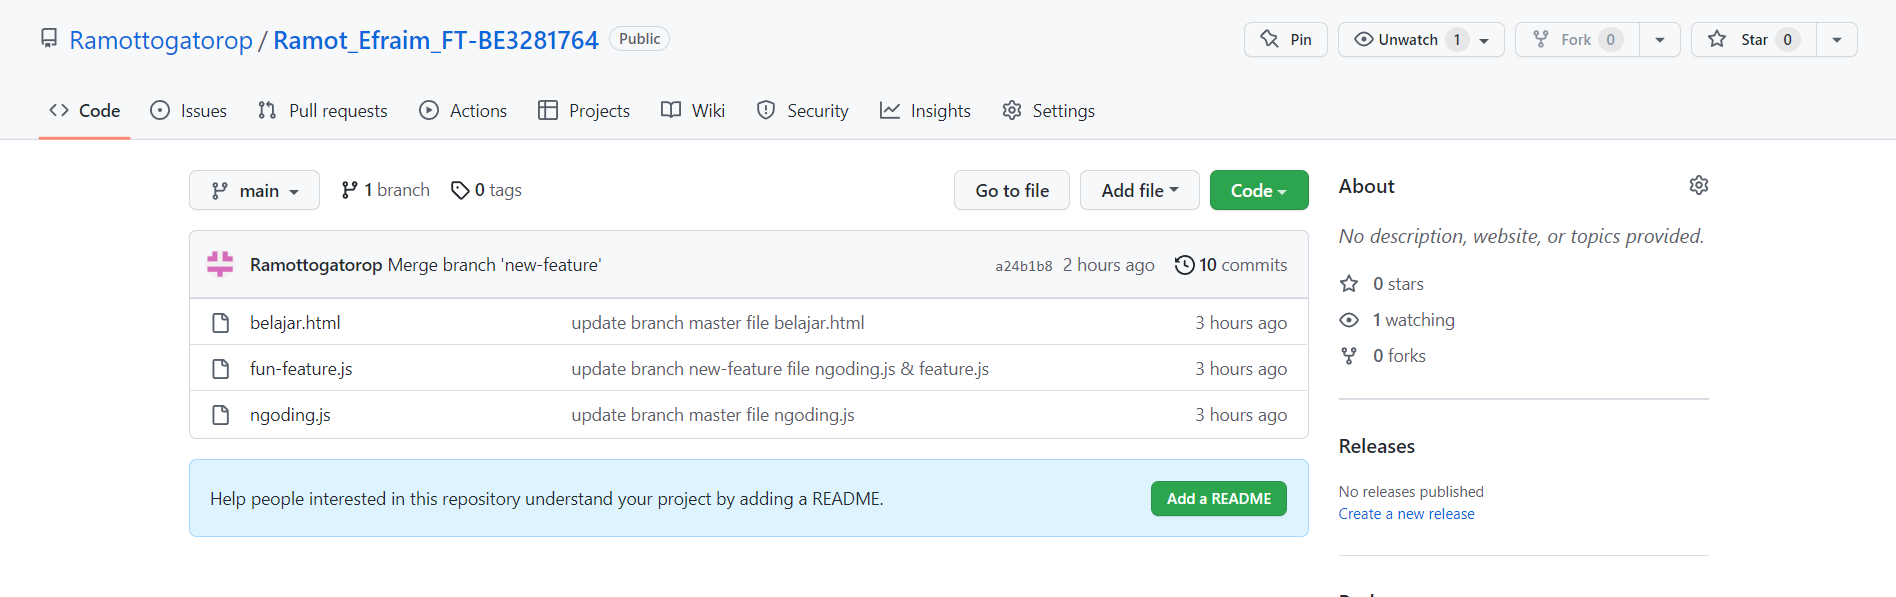 Ramottogatorop / Ramot_Efraim_FT-BE3281764 Public
Pin Unwatch 1 Fork 0 Star 0
Code Issues Pull requests Actions Projects Wiki Security Insights Settings
main 1 branch 0 tags Go to file Add file Code
Ramottogatorop Merge branch 'new-feature' a24b1b8 2 hours ago 10 commits
belajar.html update branch master file belajar.html 3 hours ago
fun-feature.js update branch new-feature file ngoding.js & feature.js 3 hours ago
ngoding.js update branch master file ngoding.js 3 hours ago
Help people interested in this repository understand your project by adding a README. Add a README
About
No description, website, or topics provided.
0 stars
1 watching
0 forks
Releases
No releases published
Create a new release